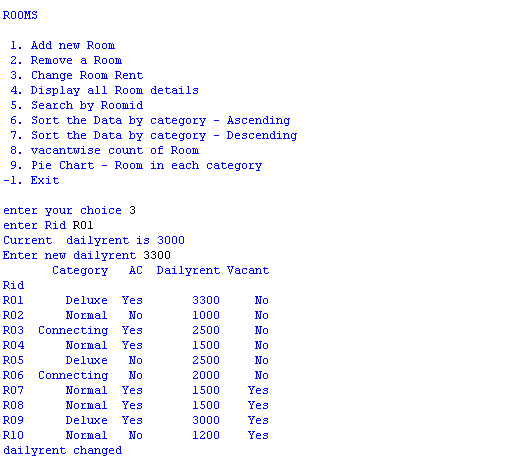 ROOMS
1. Add new Room
2. Remove a Room
3. Change Room Rent
4. Display all Room details
5. Search by Roomid
6. Sort the Data by category - Ascending
7. Sort the Data by category - Descending
8. vacantwise count of Room
9. Pie Chart - Room in each category
-1. Exit
enter your choice 3
enter Rid R01
Current  dailyrent is 3000
Enter new dailyrent 3300
       Category   AC  Dailyrent Vacant
Rid
R01      Deluxe  Yes       3300     No
R02      Normal   No       1000     No
R03  Connecting  Yes       2500     No
R04      Normal  Yes       1500     No
R05      Deluxe   No       2500     No
R06  Connecting   No       2000     No
R07      Normal  Yes       1500    Yes
R08      Normal  Yes       1500    Yes
R09      Deluxe  Yes       3000    Yes
R10      Normal   No       1200    Yes
dailyrent changed